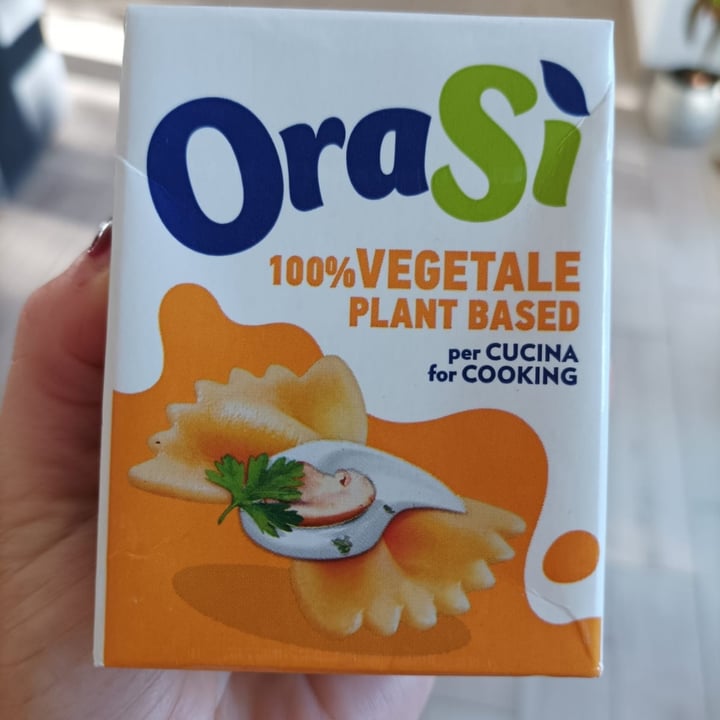 OraSì
100% VEGETALE
PLANT BASED
per CUCINA
for COOKING